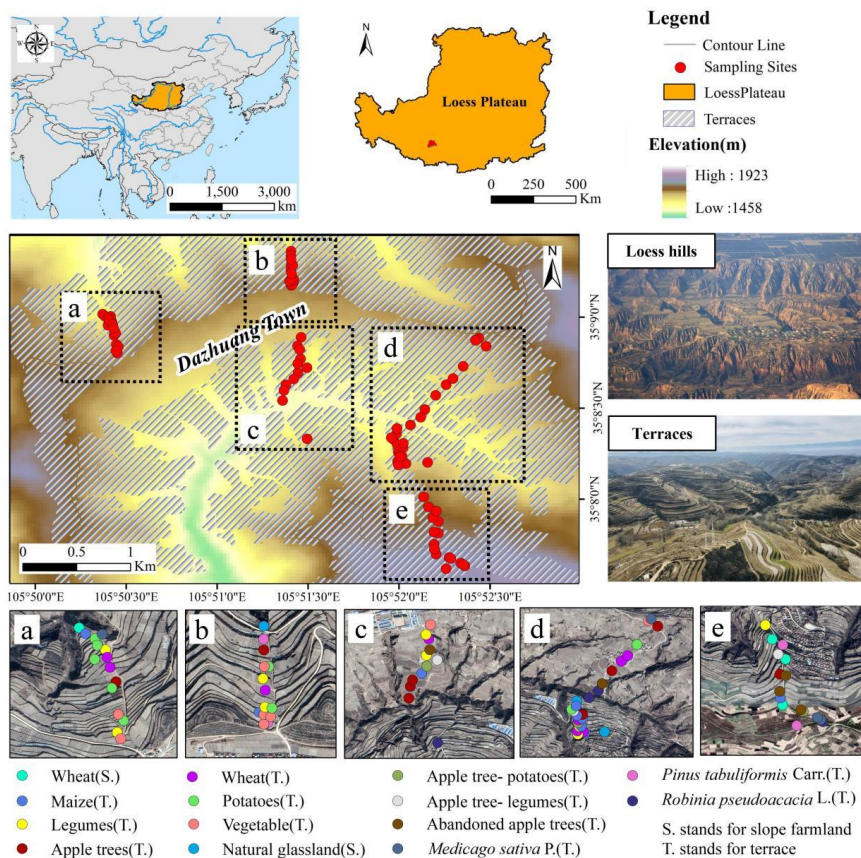 N
W
E
S
0
1,500
3,000
km
N
Loess Plateau
0
250
500
Km
Legend
Contour Line
Sampling Sites
LoessPlateau
Terraces
Elevation(m)
High : 1923
Low :1458
a
b
c
d
e
Dazhuang Town
N
0
0.5
1
Km
35°9'0"N
35°8'30"N
35°8'0"N
105°50'0"E
105°50'30"E
105°51'0"E
105°51'30"E
105°52'0"E
105°52'30"E
Loess hills
Terraces
a
b
c
d
e
Wheat(S.)
Maize(T.)
Legumes(T.)
Apple trees(T.)
Wheat(T.)
Potatoes(T.)
Vegetable(T.)
Natural glassland(S.)
Apple tree- potatoes(T.)
Apple tree- legumes(T.)
Abandoned apple trees(T.)
Medicago sativa P.(T.)
Pinus tabuliformis Carr.(T.)
Robinia pseudoacacia L.(T.)
S. stands for slope farmland
T. stands for terrace